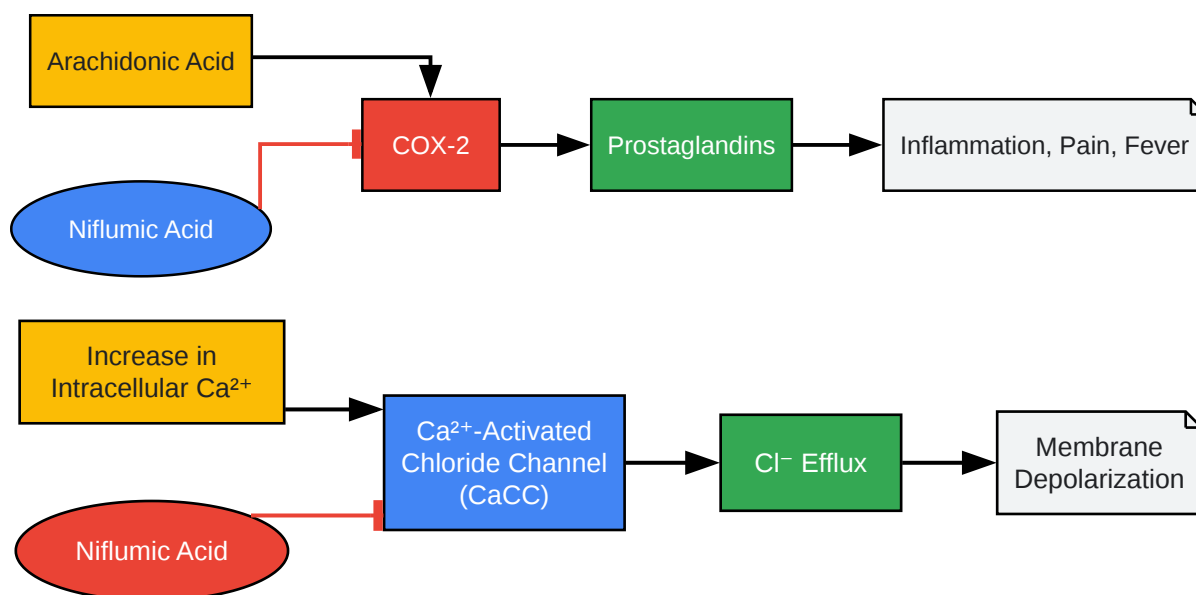 Arachidonic Acid
COX-2
Prostaglandins
Inflammation, Pain, Fever
Niflumic Acid
Increase in
Intracellular Ca²⁺
Ca²⁺-Activated
Chloride Channel
(CaCC)
Cl⁻ Efflux
Membrane
Depolarization
Niflumic Acid